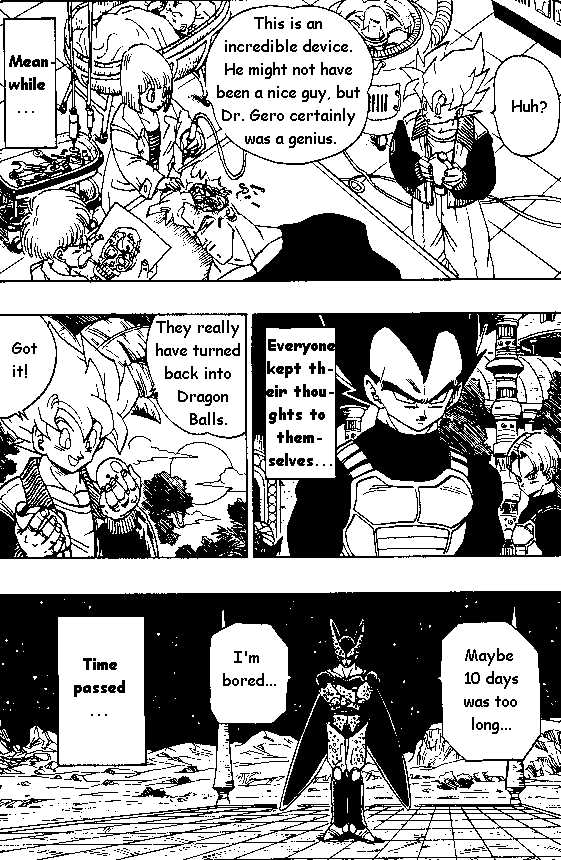 Mean-
while
...
This is an
incredible device.
He might not have
been a nice guy, but
Dr. Gero certainly
was a genius.
Huh?
Got
it!
They really
have turned
back into
Dragon
Balls.
Everyone
kept th-
eir thou-
ghts to
them-
selves...
Time
passed
...
I'm
bored...
Maybe
10 days
was too
long...